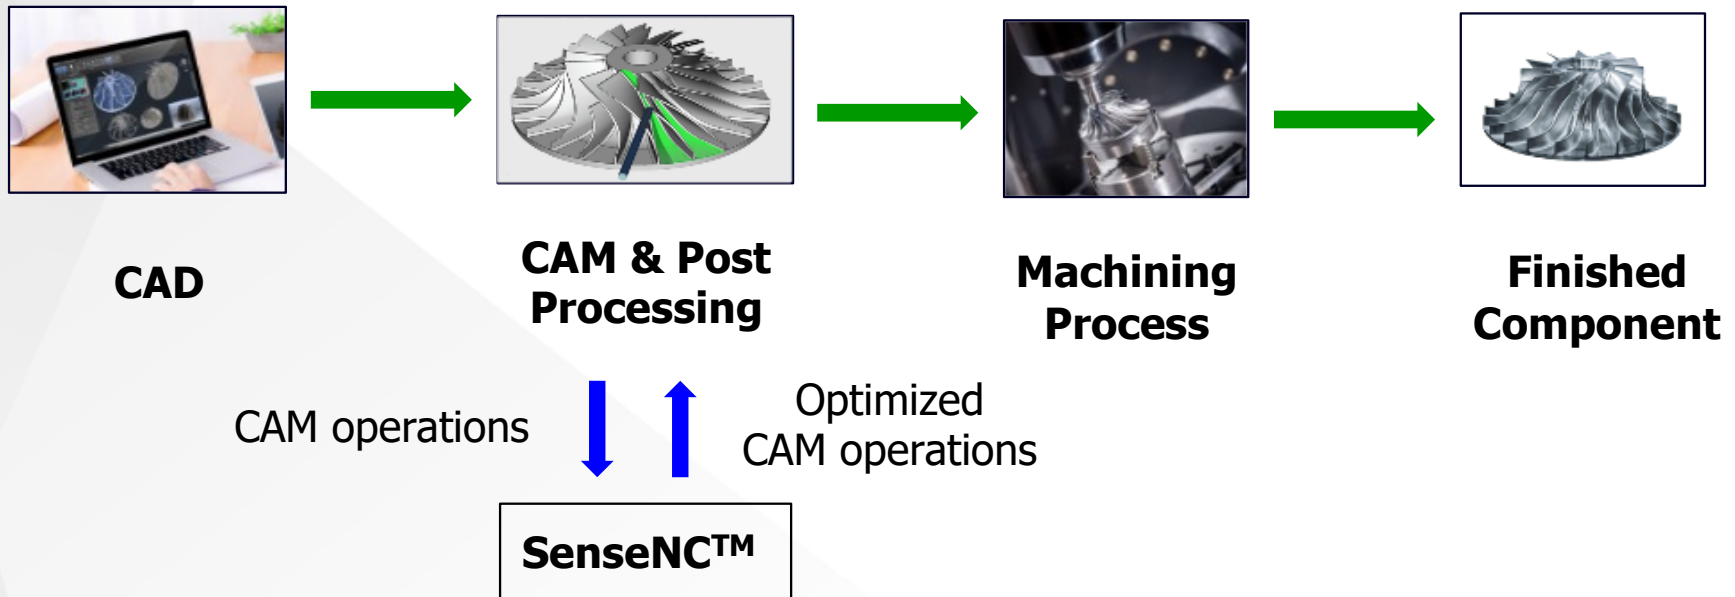 CAD
CAM & Post
Processing
Machining
Process
Finished
Component
CAM operations
Optimized
CAM operations
SenseNC™